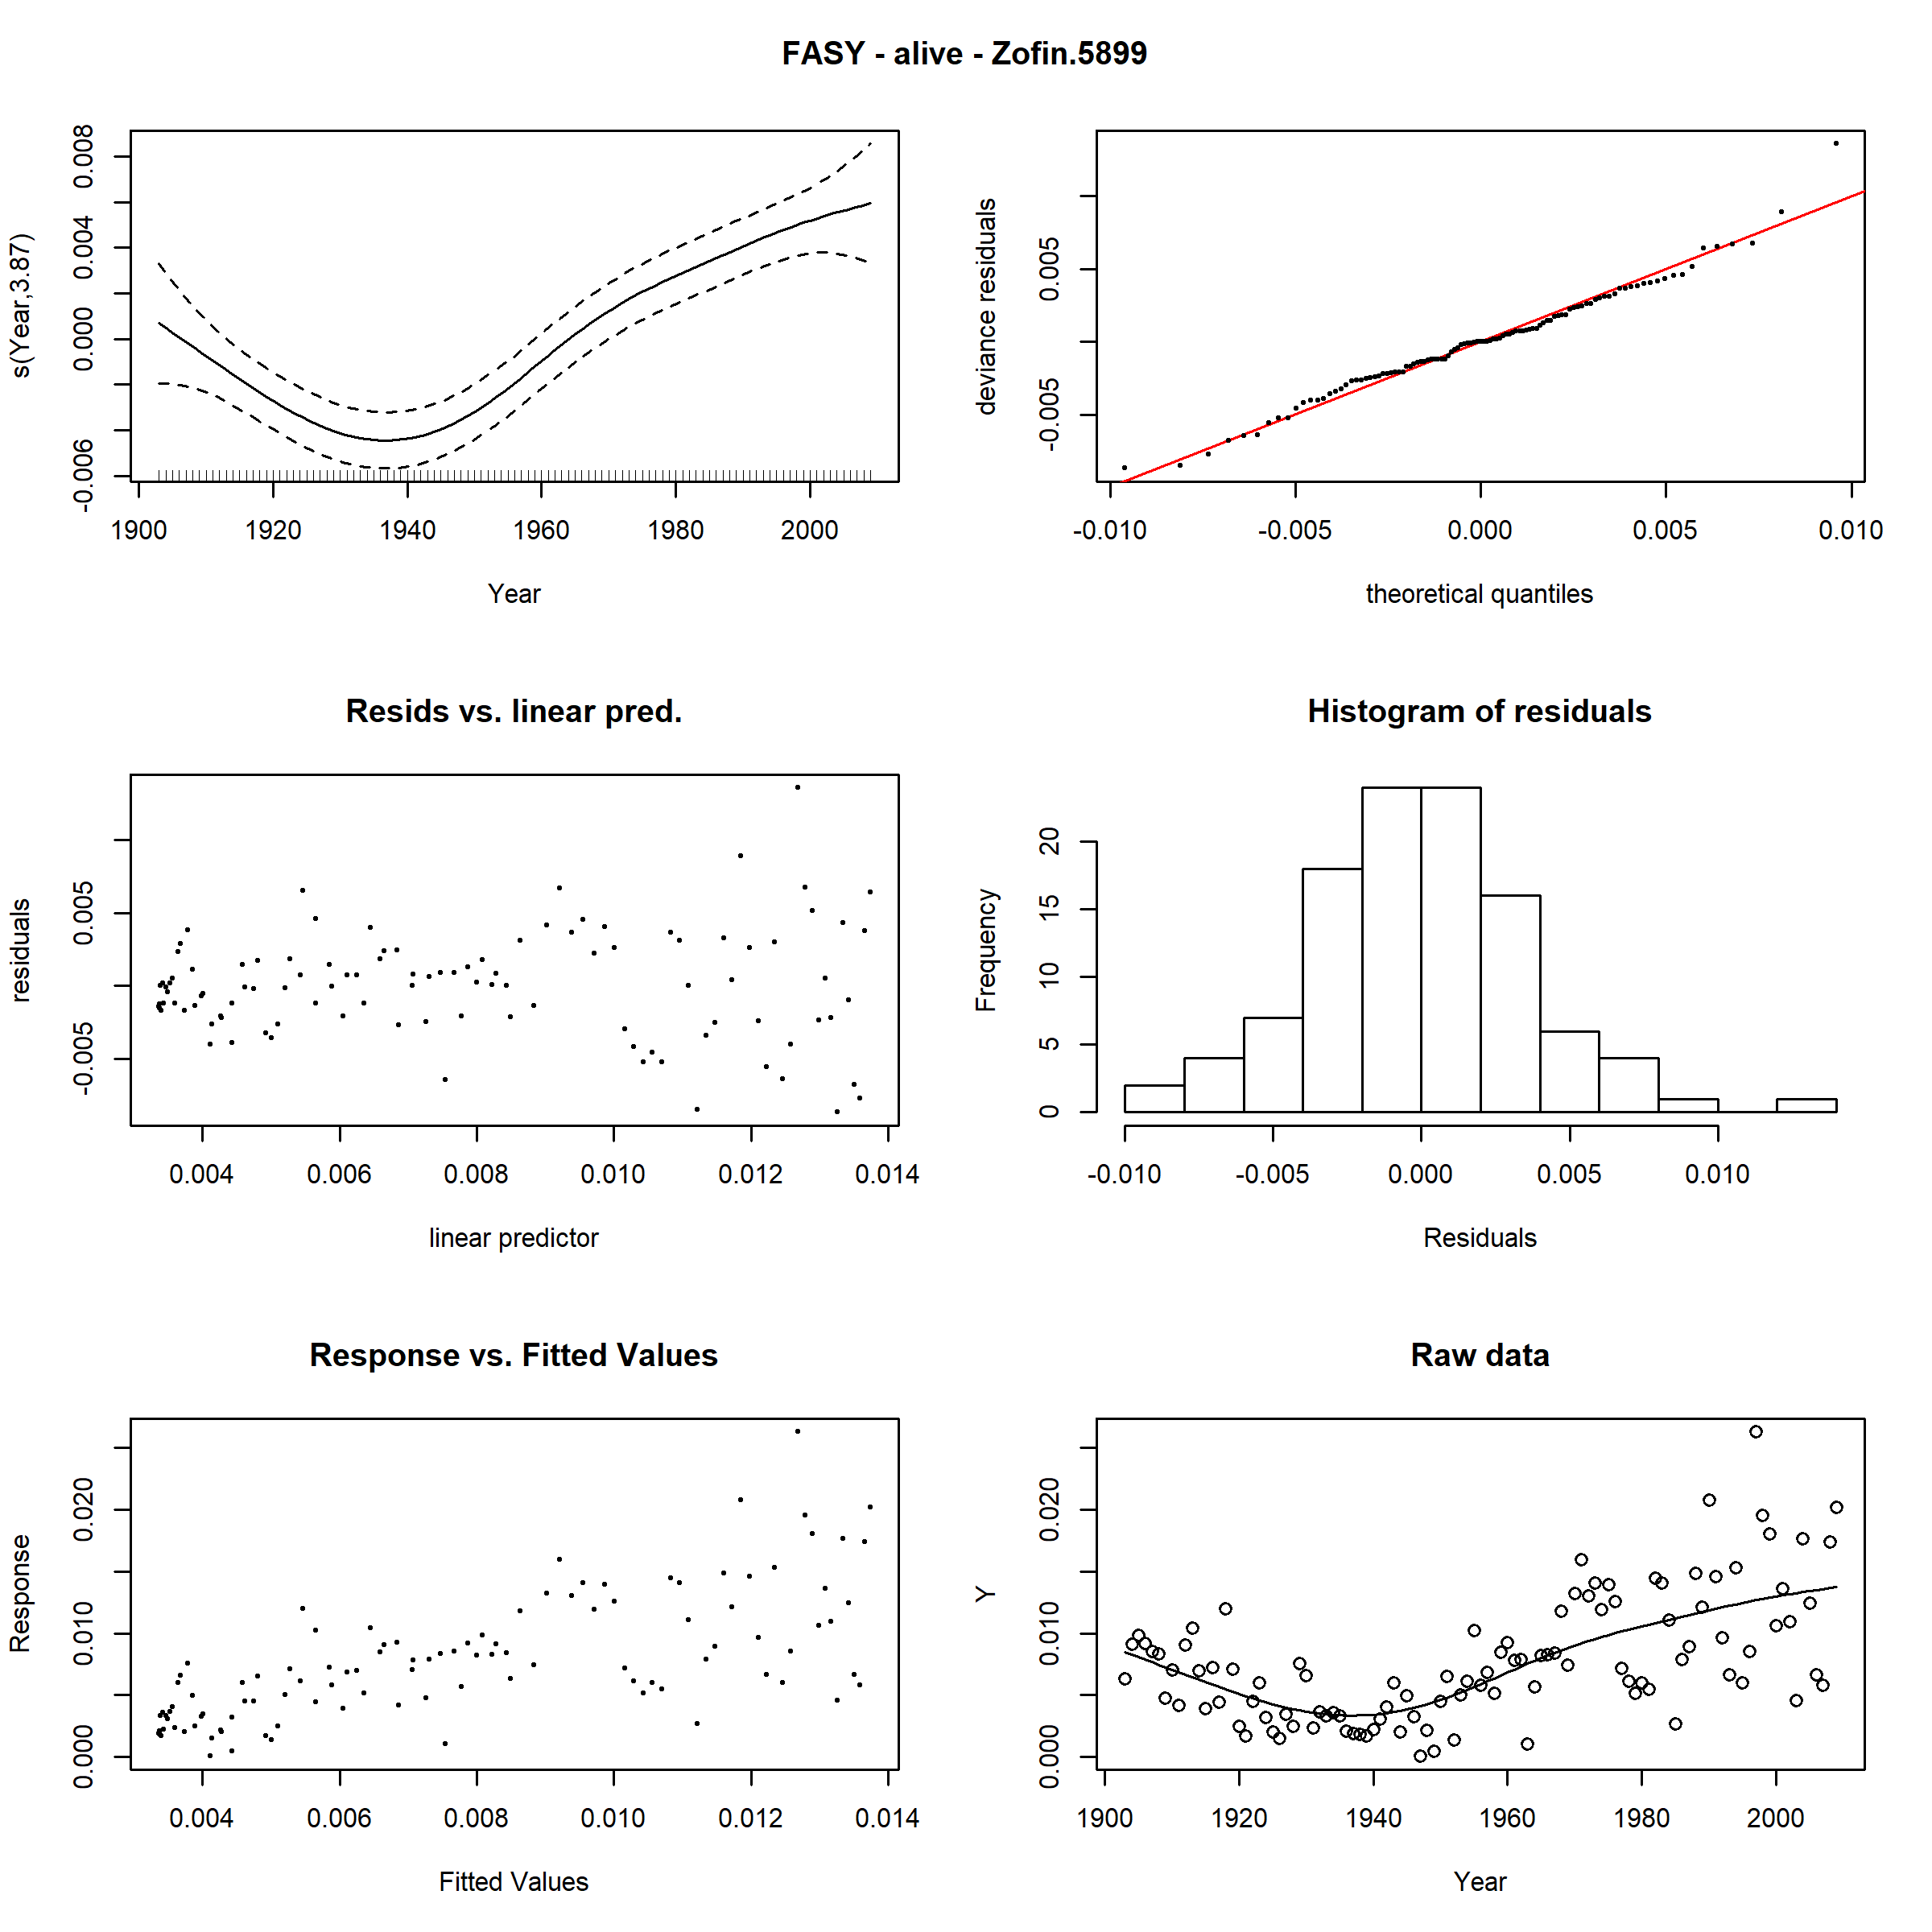 FASY - alive - Zofin.5899
s(Year,3.87)
-0.006 0.000 0.004 0.008
1900 1920 1940 1960 1980 2000
Year
deviance residuals
-0.005 0.005
-0.010 -0.005 0.000 0.005 0.010
theoretical quantiles
Resids vs. linear pred.
residuals
-0.005 0.005
0.004 0.006 0.008 0.010 0.012 0.014
linear predictor
Histogram of residuals
Frequency
0 5 10 15 20
-0.010 -0.005 0.000 0.005 0.010
Residuals
Response vs. Fitted Values
Response
0.000 0.010 0.020
0.004 0.006 0.008 0.010 0.012 0.014
Fitted Values
Raw data
Y
0.000 0.010 0.020
1900 1920 1940 1960 1980 2000
Year